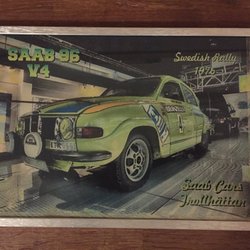 SAAB 96
V4
Swedish Rally
1976
Saab Cars
Trollhättan